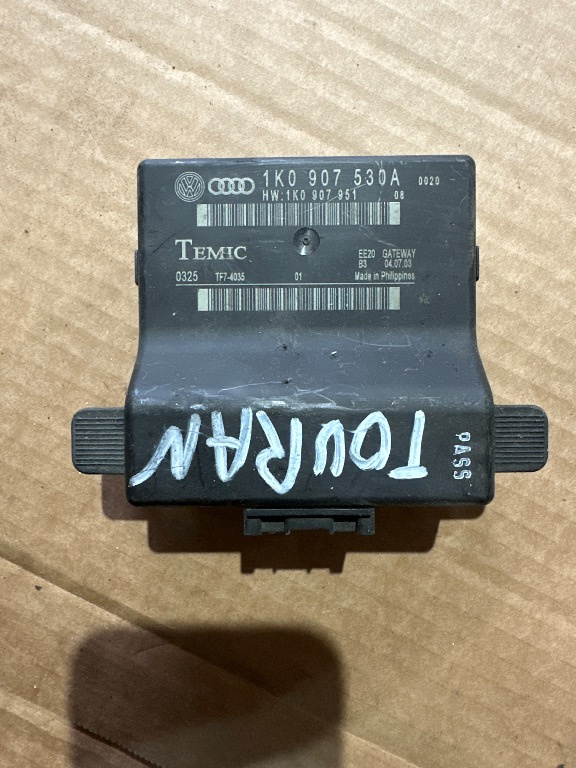 1K0 907 530A 0020
HW:1K0 907 951 08
TEMIC
EE20 GATEWAY
B3 04.07.03
0325 TF7-4035 01 Made in Philippines
TOURAN
PASS